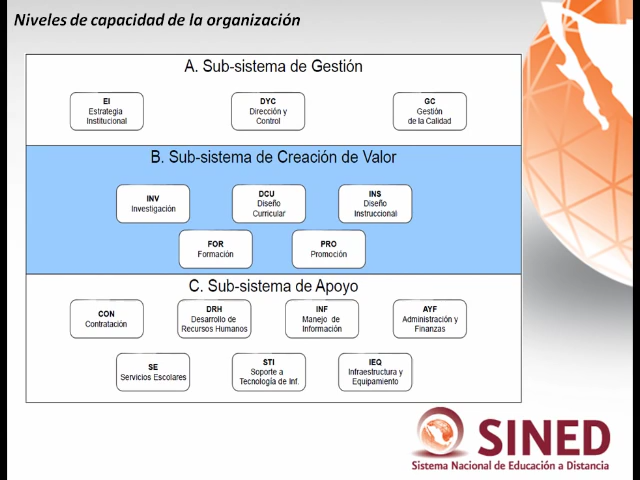 Niveles de capacidad de la organización
A. Sub-sistema de Gestión
EI
Estrategia
Institucional
DYC
Dirección y
Control
GC
Gestión
de la Calidad
B. Sub-sistema de Creación de Valor
INV
Investigación
DCU
Diseño
Curricular
INS
Diseño
Instruccional
FOR
Formación
PRO
Promoción
C. Sub-sistema de Apoyo
CON
Contratación
DRH
Desarrollo de
Recursos Humanos
INF
Manejo de
Información
AYF
Administración y
Finanzas
SE
Servicios Escolares
STI
Soporte a
Tecnología de Inf.
IEQ
Infraestructura y
Equipamiento
SINED
Sistema Nacional de Educación a Distancia